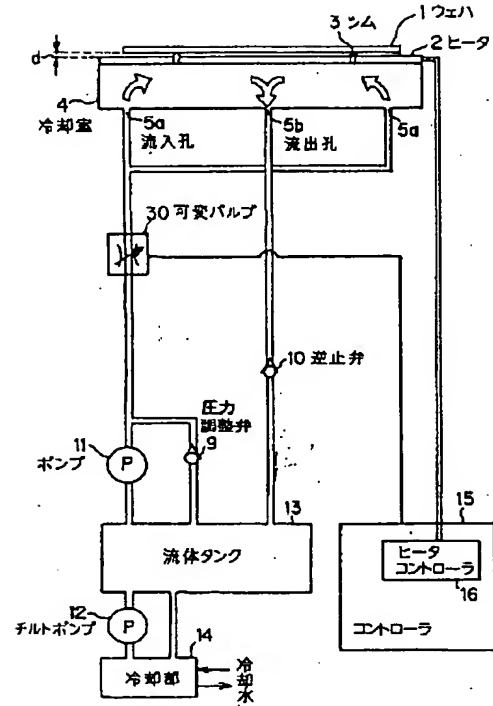 3 シム
1 ウェハ
2 ヒータ
d
4
冷却室
5a
流入孔
5b
流出孔
5a
30 可変バルブ
10 逆止弁
圧力
調整弁
9
11
ポンプ
P
13
流体タンク
15
ヒータ
コントローラ
16
コントローラ
12
チルトポンプ
P
14
冷却部
冷却水